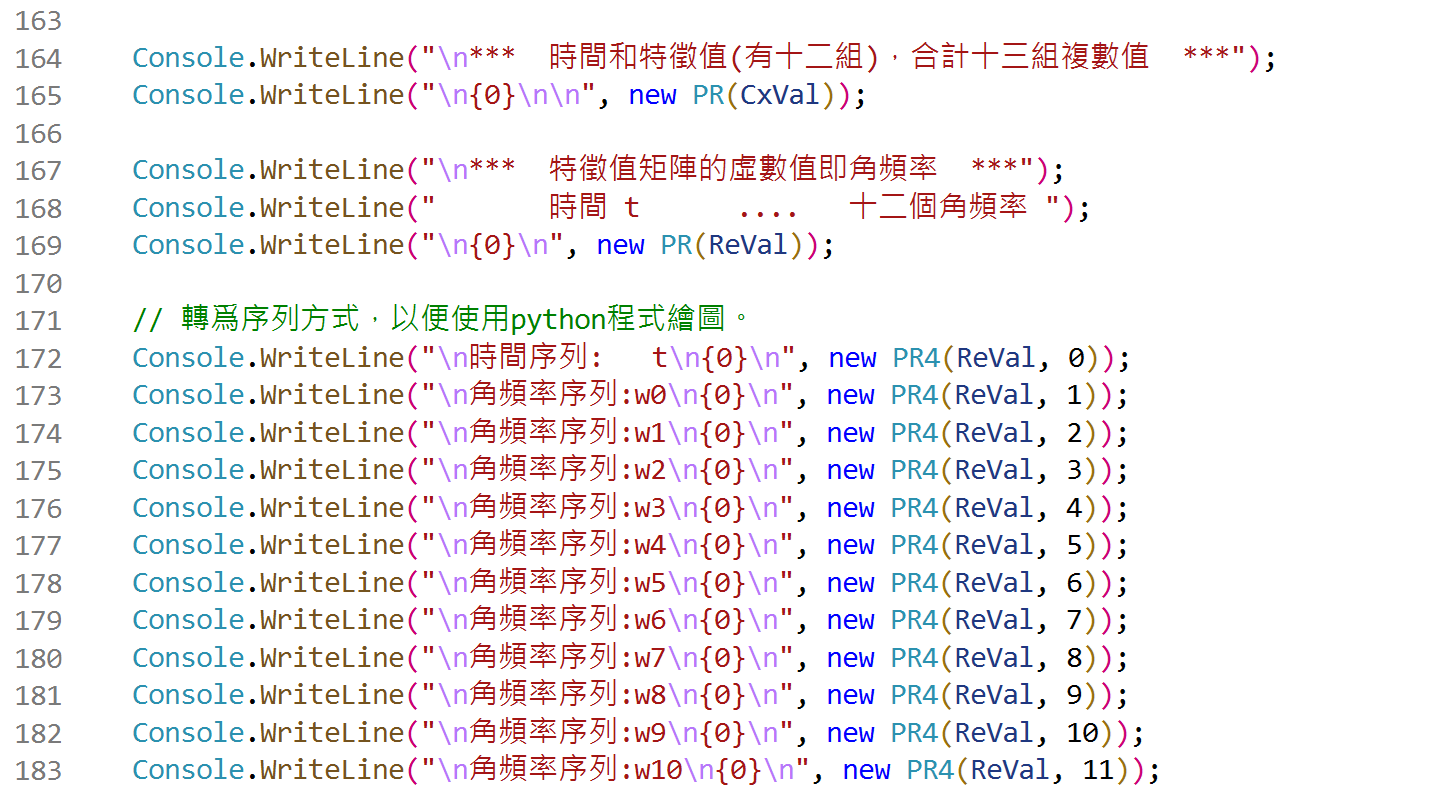 163
164 Console.WriteLine("\n***  時間和特徵值(有十二組)，合計十三組複數值  ***");
165 Console.WriteLine("\n{0}\n\n", new PR(CxVal));
166
167 Console.WriteLine("\n***  特徵值矩陣的虛數值即角頻率  ***");
168 Console.WriteLine("       時間 t      ....   十二個角頻率 ");
169 Console.WriteLine("\n{0}\n", new PR(ReVal));
170
171 // 轉爲序列方式，以便使用python程式繪圖。
172 Console.WriteLine("\n時間序列:   t\n{0}\n", new PR4(ReVal, 0));
173 Console.WriteLine("\n角頻率序列:w0\n{0}\n", new PR4(ReVal, 1));
174 Console.WriteLine("\n角頻率序列:w1\n{0}\n", new PR4(ReVal, 2));
175 Console.WriteLine("\n角頻率序列:w2\n{0}\n", new PR4(ReVal, 3));
176 Console.WriteLine("\n角頻率序列:w3\n{0}\n", new PR4(ReVal, 4));
177 Console.WriteLine("\n角頻率序列:w4\n{0}\n", new PR4(ReVal, 5));
178 Console.WriteLine("\n角頻率序列:w5\n{0}\n", new PR4(ReVal, 6));
179 Console.WriteLine("\n角頻率序列:w6\n{0}\n", new PR4(ReVal, 7));
180 Console.WriteLine("\n角頻率序列:w7\n{0}\n", new PR4(ReVal, 8));
181 Console.WriteLine("\n角頻率序列:w8\n{0}\n", new PR4(ReVal, 9));
182 Console.WriteLine("\n角頻率序列:w9\n{0}\n", new PR4(ReVal, 10));
183 Console.WriteLine("\n角頻率序列:w10\n{0}\n", new PR4(ReVal, 11));